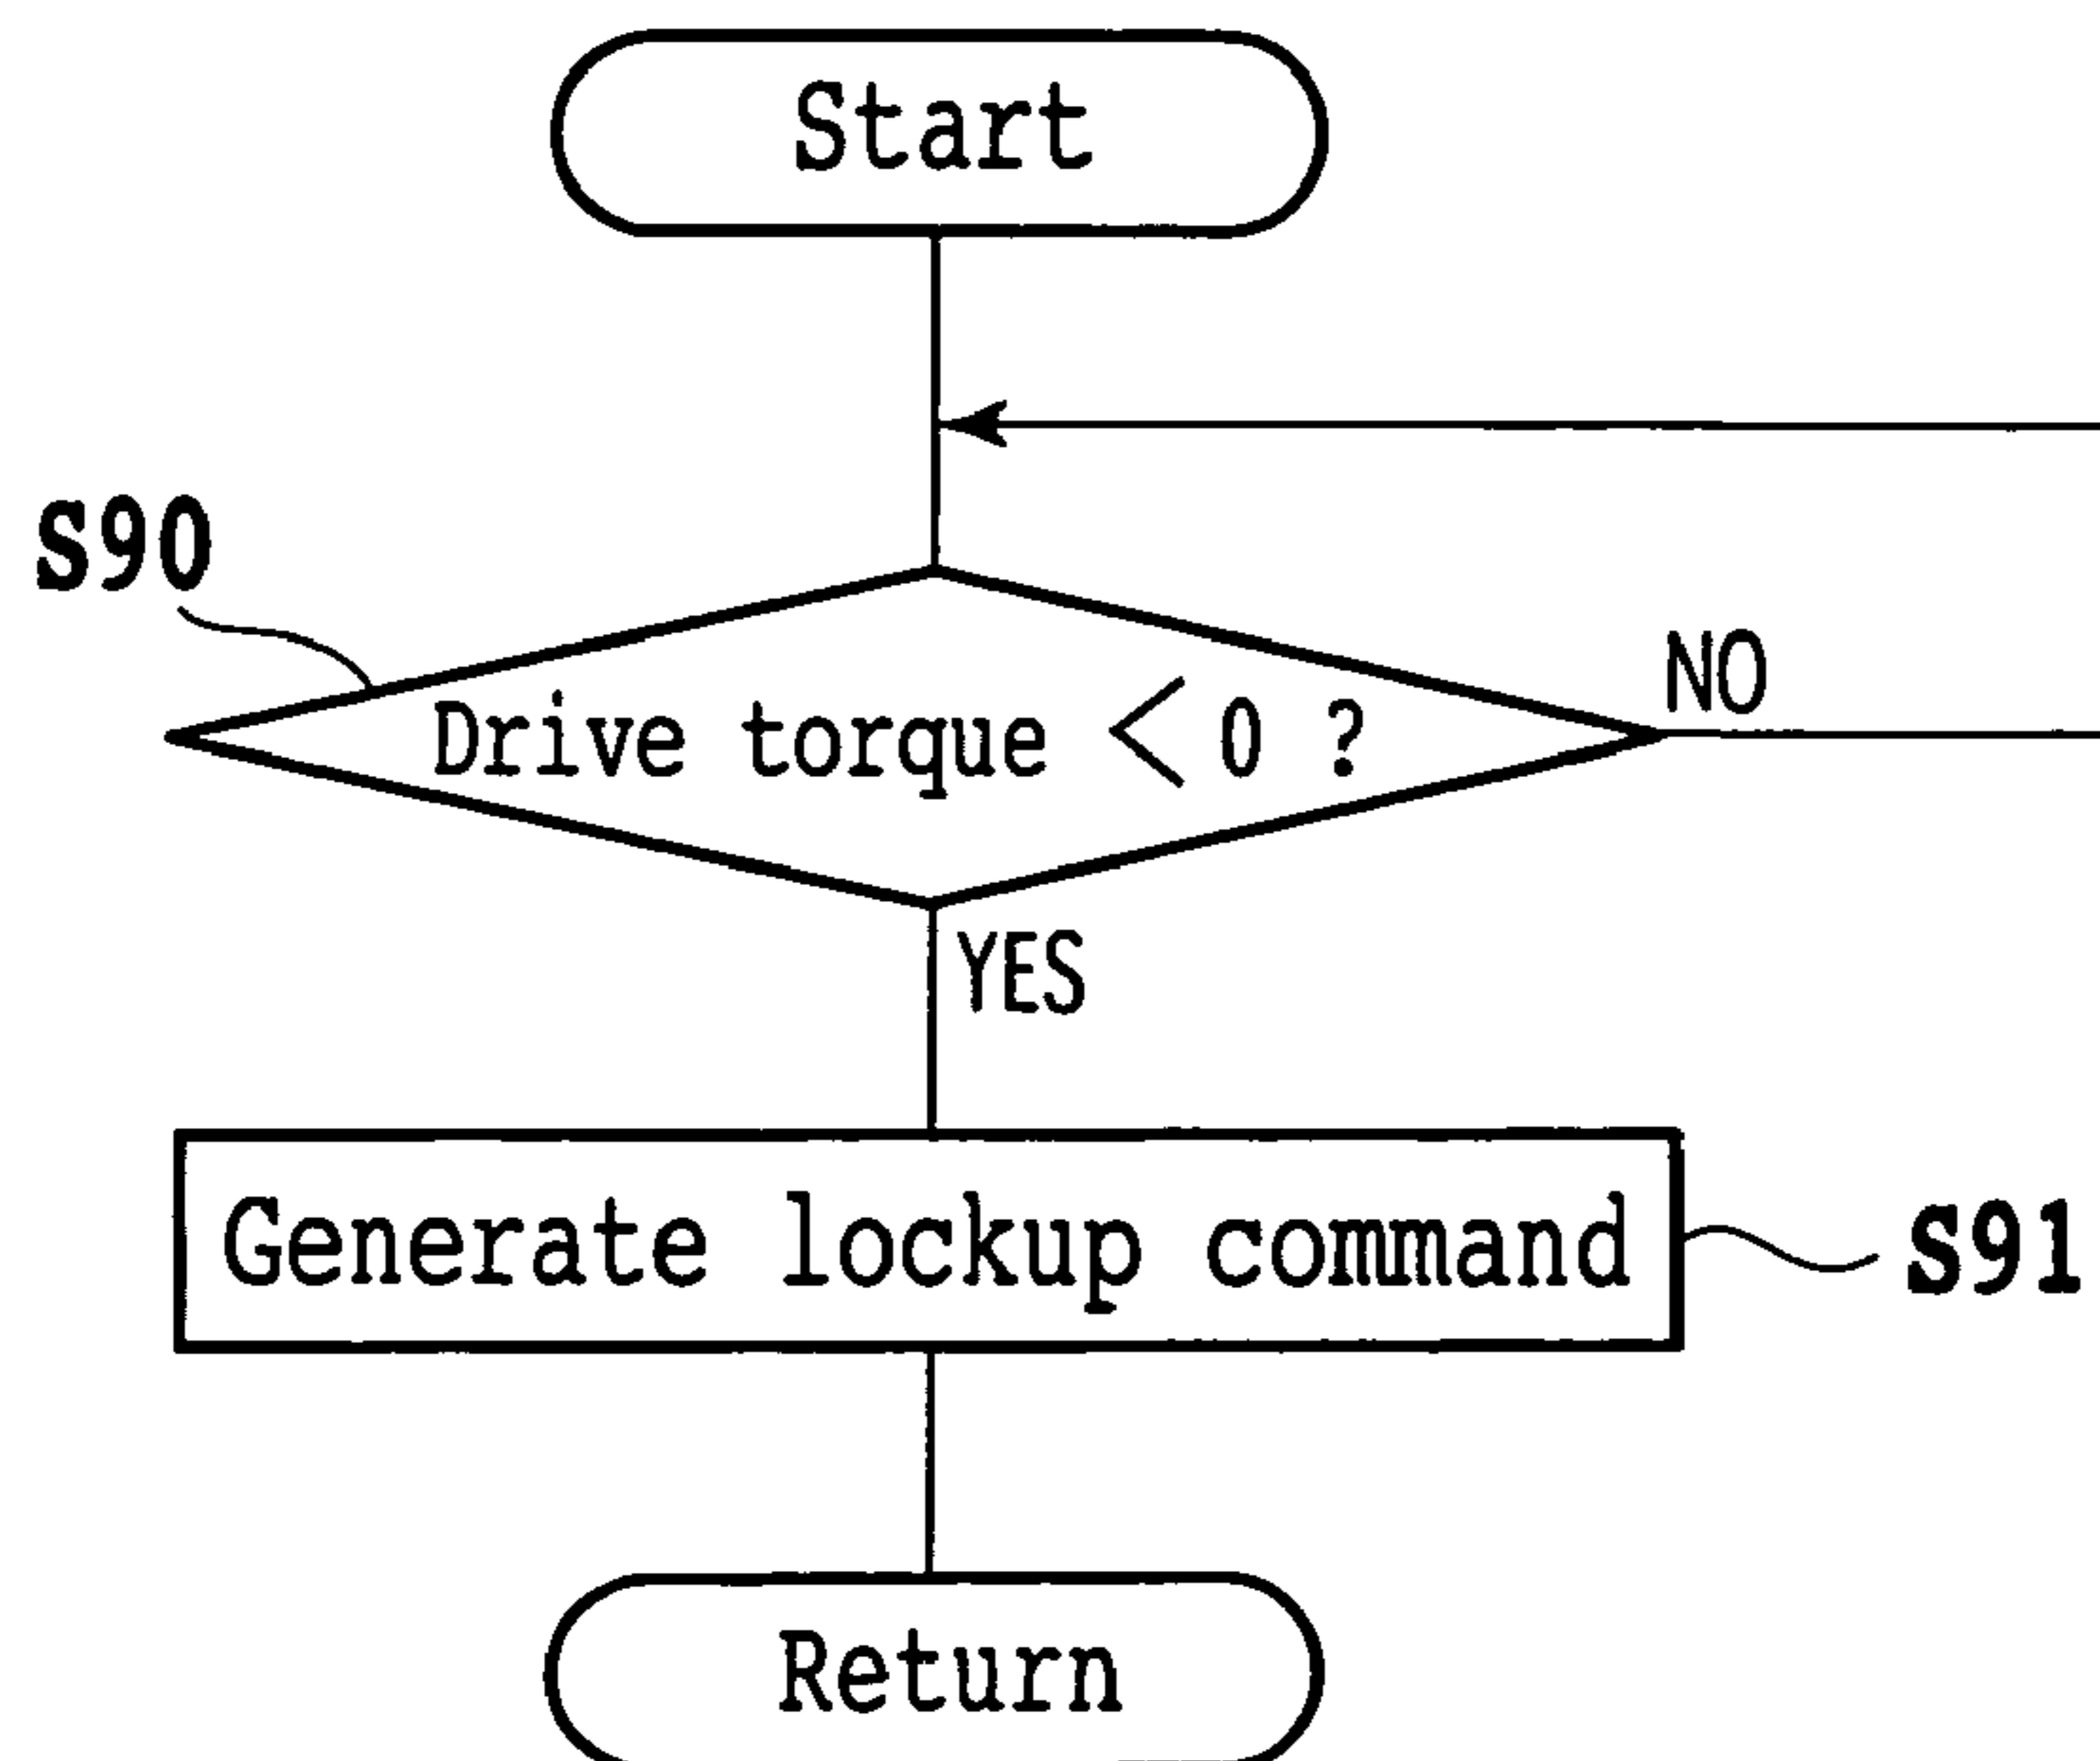 Start
S90
NO
Drive torque < 0 ?
YES
Generate lockup command
S91
Return